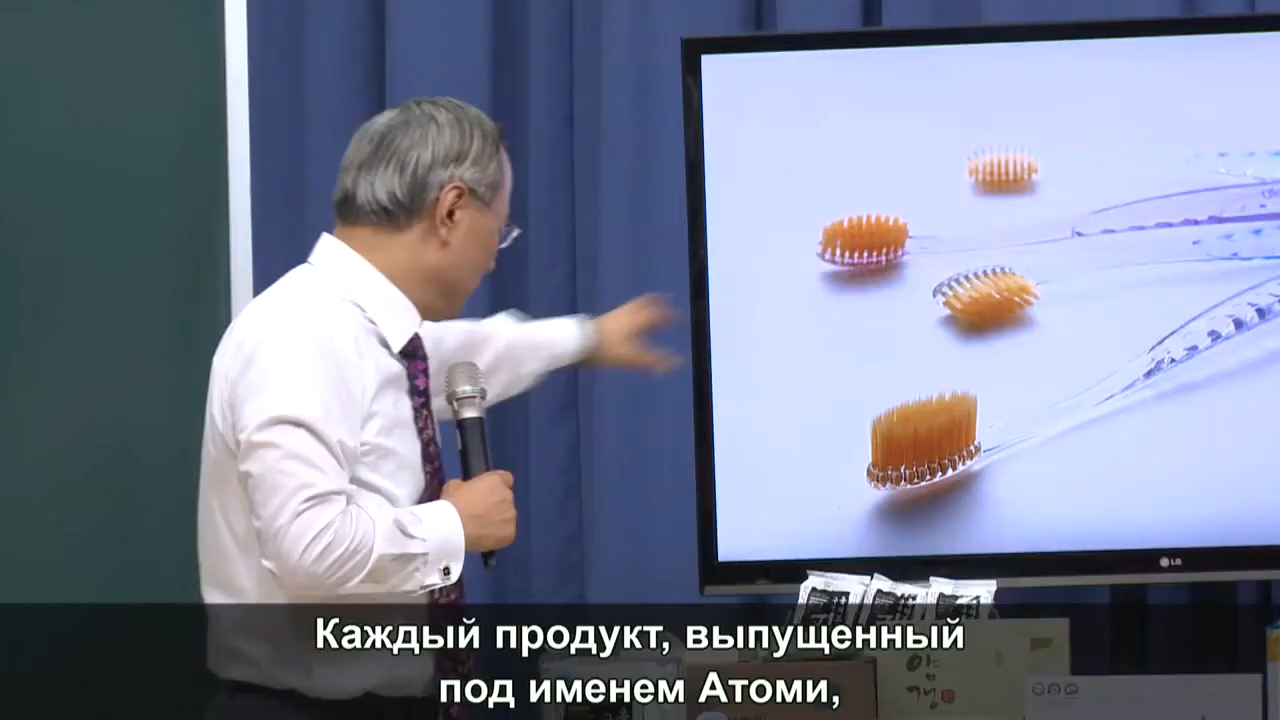 LG
Каждый продукт, выпущенный
под именем Атоми,